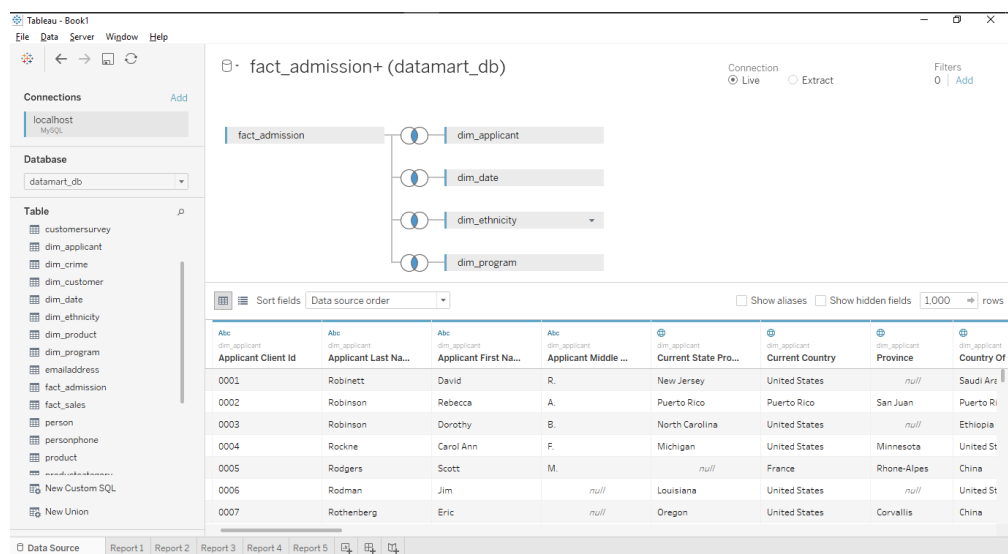 Tableau - Book1
File Data Server Window Help
fact_admission+ (datamart_db)
Connection
Live Extract
Filters
0 Add
Connections Add
localhost
MySQL
Database
datamart_db
Table
customersurvey
dim_applicant
dim_crime
dim_customer
dim_date
dim_ethnicity
dim_product
dim_program
emailaddress
fact_admission
fact_sales
person
personphone
product
productcategory
New Custom SQL
New Union
fact_admission
dim_applicant
dim_date
dim_ethnicity
dim_program
Sort fields Data source order
Show aliases Show hidden fields 1,000 rows
Abc Abc Abc Abc
dim_applicant dim_applicant dim_applicant dim_applicant dim_applicant dim_applicant dim_applicant dim_applicant
Applicant Client Id Applicant Last Na... Applicant First Na... Applicant Middle ... Current State Pro... Current Country Province Country Of
0001 Robinett David R. New Jersey United States null Saudi Ara
0002 Robinson Rebecca A. Puerto Rico Puerto Rico San Juan Puerto Ri
0003 Robinson Dorothy B. North Carolina United States null Ethiopia
0004 Rockne Carol Ann F. Michigan United States Minnesota United St
0005 Rodgers Scott M. null France Rhone-Alpes China
0006 Rodman Jim null Louisiana United States null United St
0007 Rothenberg Eric null Oregon United States Corvallis China
Data Source Report 1 Report 2 Report 3 Report 4 Report 5